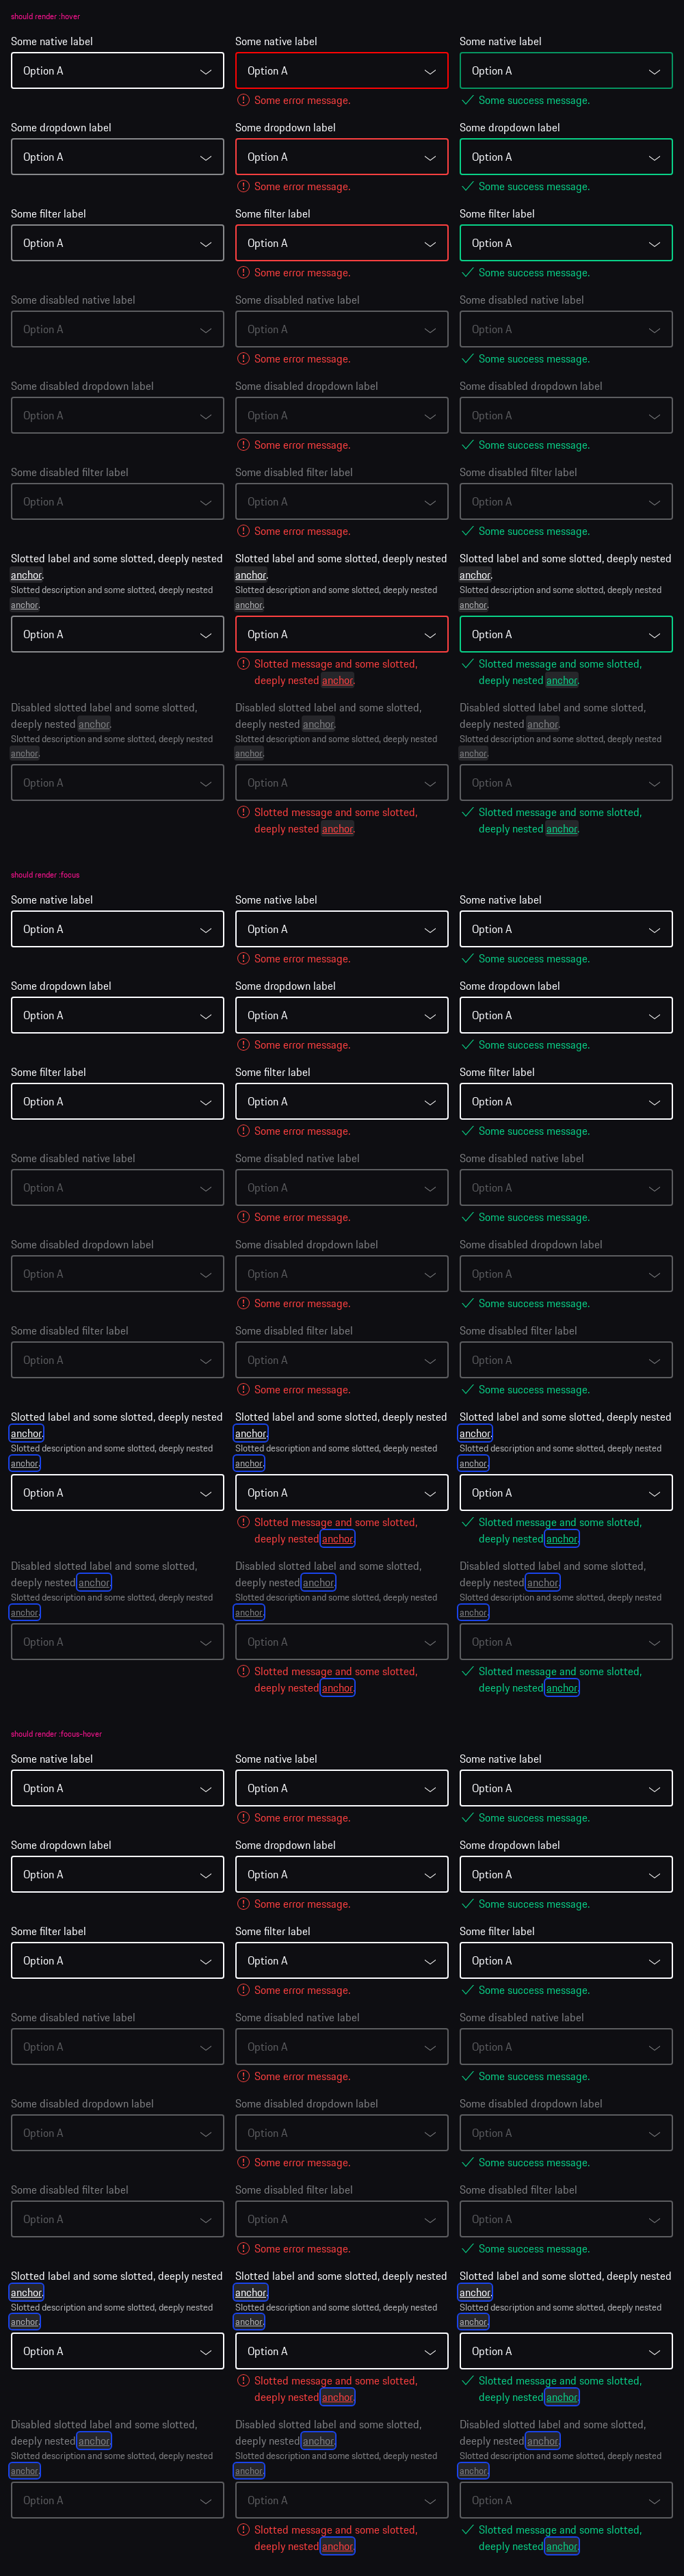 should render :hover
Some native label Some native label Some native label
Option A Option A Option A
Some error message. Some success message.
Some dropdown label Some dropdown label Some dropdown label
Option A Option A Option A
Some error message. Some success message.
Some filter label Some filter label Some filter label
Option A Option A Option A
Some error message. Some success message.
Some disabled native label Some disabled native label Some disabled native label
Option A Option A Option A
Some error message. Some success message.
Some disabled dropdown label Some disabled dropdown label Some disabled dropdown label
Option A Option A Option A
Some error message. Some success message.
Some disabled filter label Some disabled filter label Some disabled filter label
Option A Option A Option A
Some error message. Some success message.
Slotted label and some slotted, deeply nested Slotted label and some slotted, deeply nested Slotted label and some slotted, deeply nested
anchor. anchor. anchor.
Slotted description and some slotted, deeply nested Slotted description and some slotted, deeply nested Slotted description and some slotted, deeply nested
anchor. anchor. anchor.
Option A Option A Option A
Slotted message and some slotted, Slotted message and some slotted,
deeply nested anchor. deeply nested anchor.
Disabled slotted label and some slotted, Disabled slotted label and some slotted, Disabled slotted label and some slotted,
deeply nested anchor. deeply nested anchor. deeply nested anchor.
Slotted description and some slotted, deeply nested Slotted description and some slotted, deeply nested Slotted description and some slotted, deeply nested
anchor. anchor. anchor.
Option A Option A Option A
Slotted message and some slotted, Slotted message and some slotted,
deeply nested anchor. deeply nested anchor.
should render :focus
Some native label Some native label Some native label
Option A Option A Option A
Some error message. Some success message.
Some dropdown label Some dropdown label Some dropdown label
Option A Option A Option A
Some error message. Some success message.
Some filter label Some filter label Some filter label
Option A Option A Option A
Some error message. Some success message.
Some disabled native label Some disabled native label Some disabled native label
Option A Option A Option A
Some error message. Some success message.
Some disabled dropdown label Some disabled dropdown label Some disabled dropdown label
Option A Option A Option A
Some error message. Some success message.
Some disabled filter label Some disabled filter label Some disabled filter label
Option A Option A Option A
Some error message. Some success message.
Slotted label and some slotted, deeply nested Slotted label and some slotted, deeply nested Slotted label and some slotted, deeply nested
anchor. anchor. anchor.
Slotted description and some slotted, deeply nested Slotted description and some slotted, deeply nested Slotted description and some slotted, deeply nested
anchor. anchor. anchor.
Option A Option A Option A
Slotted message and some slotted, Slotted message and some slotted,
deeply nested anchor. deeply nested anchor.
Disabled slotted label and some slotted, Disabled slotted label and some slotted, Disabled slotted label and some slotted,
deeply nested anchor. deeply nested anchor. deeply nested anchor.
Slotted description and some slotted, deeply nested Slotted description and some slotted, deeply nested Slotted description and some slotted, deeply nested
anchor. anchor. anchor.
Option A Option A Option A
Slotted message and some slotted, Slotted message and some slotted,
deeply nested anchor. deeply nested anchor.
should render :focus-hover
Some native label Some native label Some native label
Option A Option A Option A
Some error message. Some success message.
Some dropdown label Some dropdown label Some dropdown label
Option A Option A Option A
Some error message. Some success message.
Some filter label Some filter label Some filter label
Option A Option A Option A
Some error message. Some success message.
Some disabled native label Some disabled native label Some disabled native label
Option A Option A Option A
Some error message. Some success message.
Some disabled dropdown label Some disabled dropdown label Some disabled dropdown label
Option A Option A Option A
Some error message. Some success message.
Some disabled filter label Some disabled filter label Some disabled filter label
Option A Option A Option A
Some error message. Some success message.
Slotted label and some slotted, deeply nested Slotted label and some slotted, deeply nested Slotted label and some slotted, deeply nested
anchor. anchor. anchor.
Slotted description and some slotted, deeply nested Slotted description and some slotted, deeply nested Slotted description and some slotted, deeply nested
anchor. anchor. anchor.
Option A Option A Option A
Slotted message and some slotted, Slotted message and some slotted,
deeply nested anchor. deeply nested anchor.
Disabled slotted label and some slotted, Disabled slotted label and some slotted, Disabled slotted label and some slotted,
deeply nested anchor. deeply nested anchor. deeply nested anchor.
Slotted description and some slotted, deeply nested Slotted description and some slotted, deeply nested Slotted description and some slotted, deeply nested
anchor. anchor. anchor.
Option A Option A Option A
Slotted message and some slotted, Slotted message and some slotted,
deeply nested anchor. deeply nested anchor.